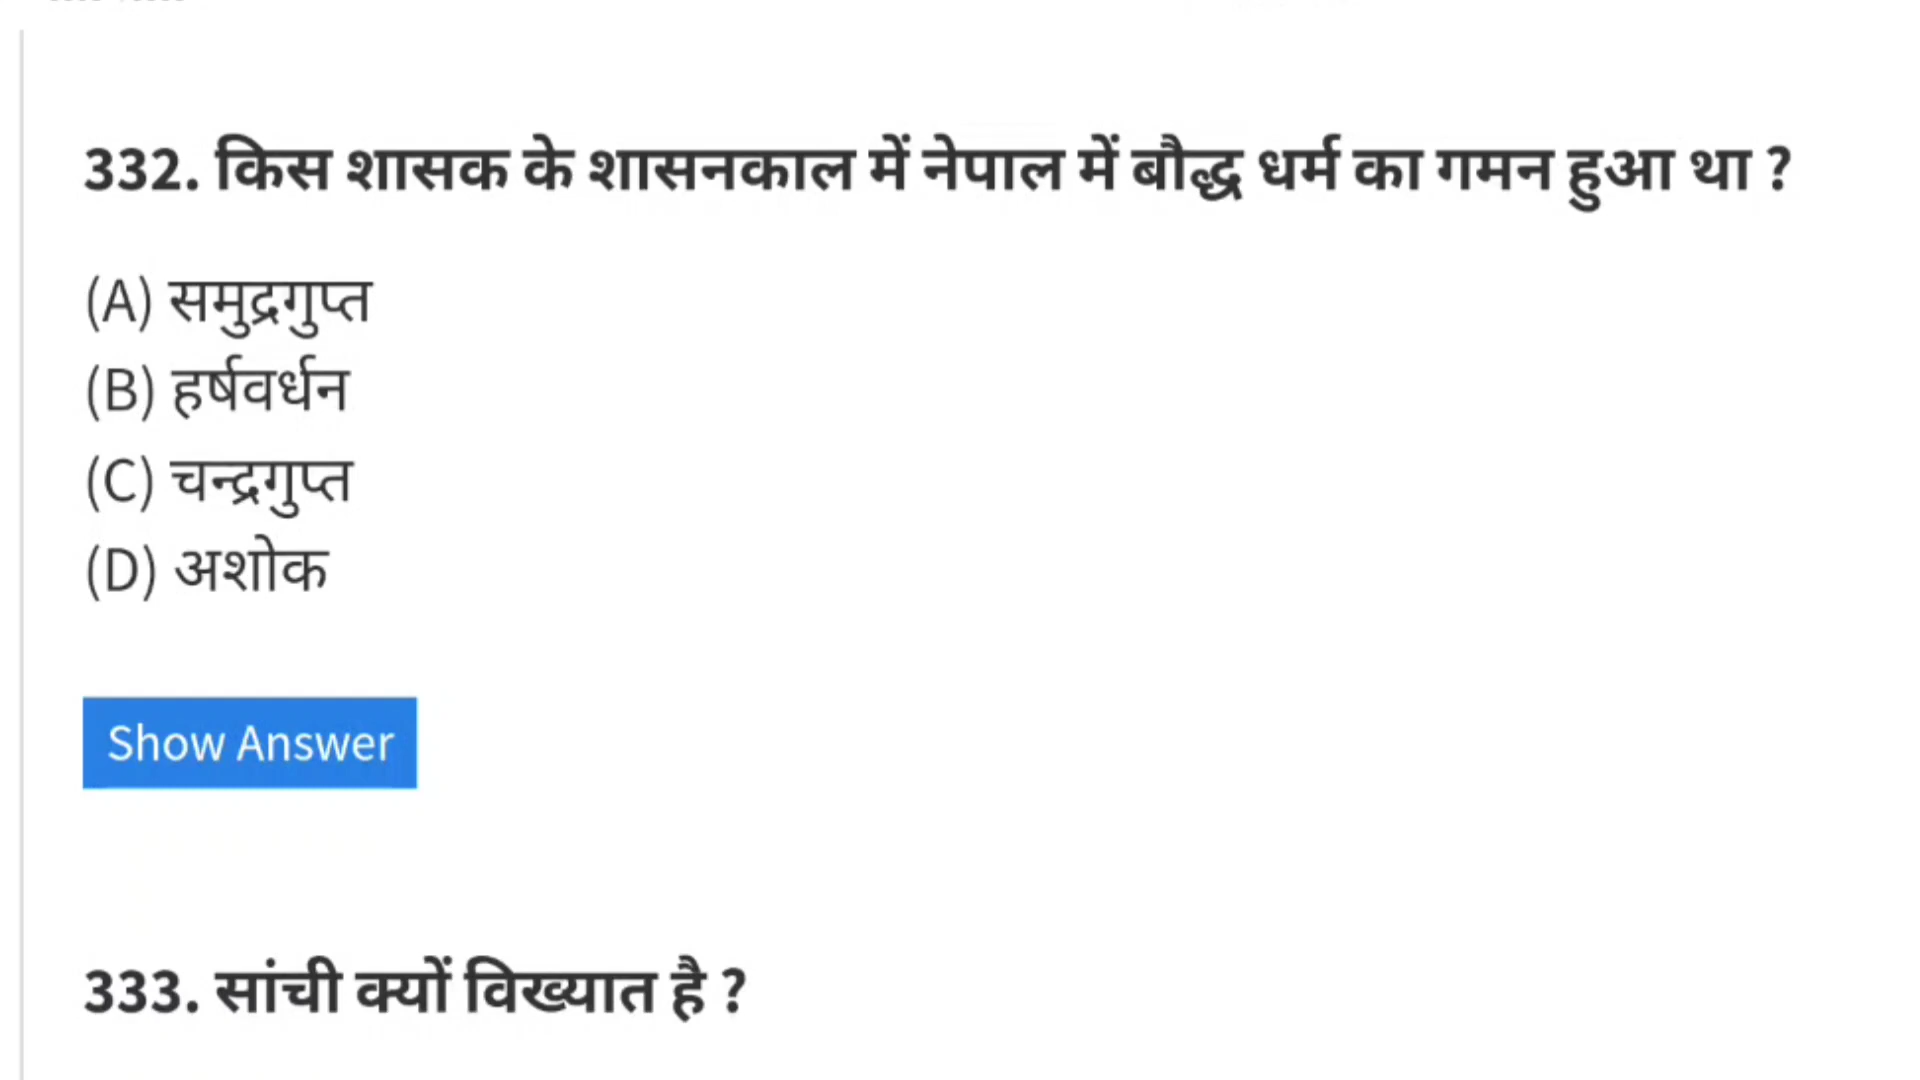 332. किस शासक के शासनकाल में नेपाल में बौद्ध धर्म का गमन हुआ था ?
(A) समुद्रगुप्त
(B) हर्षवर्धन
(C) चन्द्रगुप्त
(D) अशोक
Show Answer
333. सांची क्यों विख्यात है ?